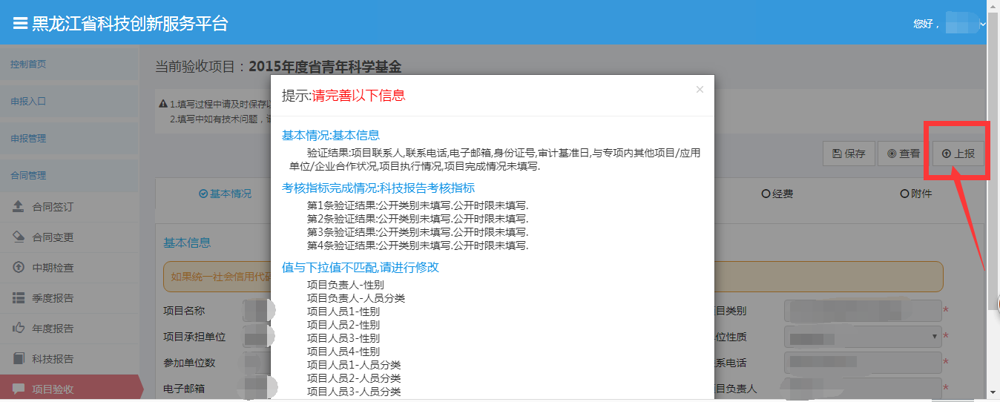 黑龙江省科技创新服务平台
您好，
控制首页
申报入口
申报管理
合同管理
合同签订
合同变更
中期检查
季度报告
年度报告
科技报告
项目验收
当前验收项目：2015年度省青年科学基金
1.填写过程中请及时保存
2.填写中如有技术问题，
保存
查看
上报
基本情况
经费
附件
基本信息
如果统一社会信用代码
项目名称
项目类别
项目承担单位
单位性质
参加单位数
联系电话
电子邮箱
项目负责人
提示:请完善以下信息
×
基本情况:基本信息
验证结果:项目联系人,联系电话,电子邮箱,身份证号,审计基准日,与专项内其他项目/应用
单位/企业合作状况,项目执行情况,项目完成情况未填写.
考核指标完成情况:科技报告考核指标
第1条验证结果:公开类别未填写.公开时限未填写.
第2条验证结果:公开类别未填写.公开时限未填写.
第3条验证结果:公开类别未填写.公开时限未填写.
第4条验证结果:公开类别未填写.公开时限未填写.
值与下拉值不匹配,请进行修改
项目负责人-性别
项目负责人-人员分类
项目人员1-性别
项目人员2-性别
项目人员3-性别
项目人员4-性别
项目人员1-人员分类
项目人员2-人员分类
项目人员3-人员分类